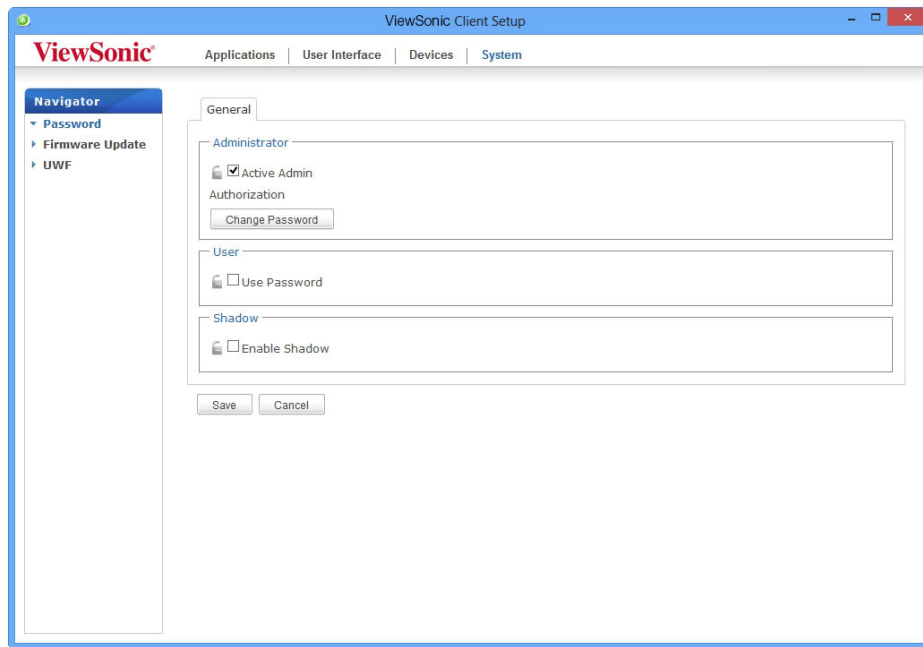 ViewSonic Client Setup
ViewSonic®
Applications | User Interface | Devices | System
Navigator
Password
Firmware Update
UWF
General
Administrator
Active Admin
Authorization
Change Password
User
Use Password
Shadow
Enable Shadow
Save Cancel